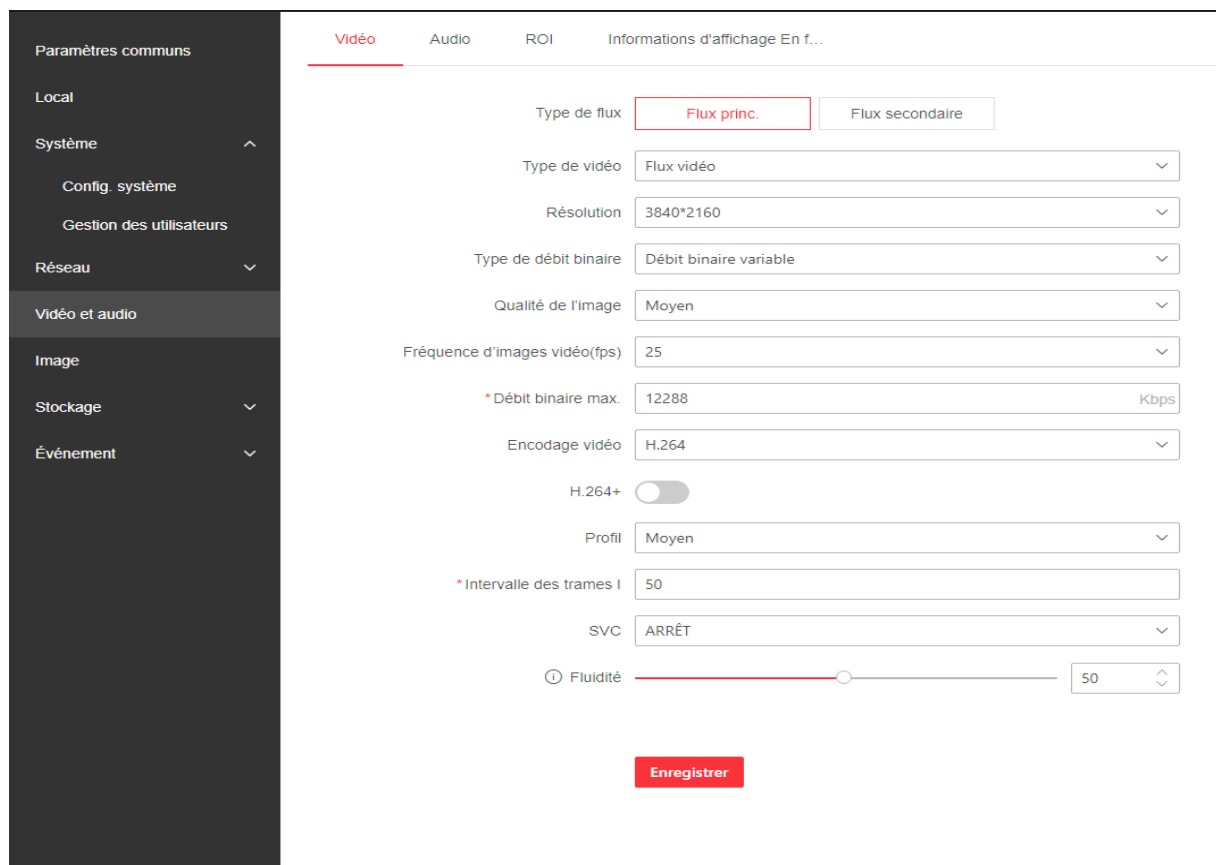 Paramètres communs
Local
Système
Config. système
Gestion des utilisateurs
Réseau
Vidéo et audio
Image
Stockage
Événement
Vidéo Audio ROI Informations d'affichage En f...
Type de flux Flux princ. Flux secondaire
Type de vidéo Flux vidéo
Résolution 3840*2160
Type de débit binaire Débit binaire variable
Qualité de l'image Moyen
Fréquence d'images vidéo(fps) 25
*Débit binaire max. 12288 Kbps
Encodage vidéo H.264
H.264+
Profil Moyen
*Intervalle des trames I 50
SVC ARRÊT
Fluidité 50
Enregistrer